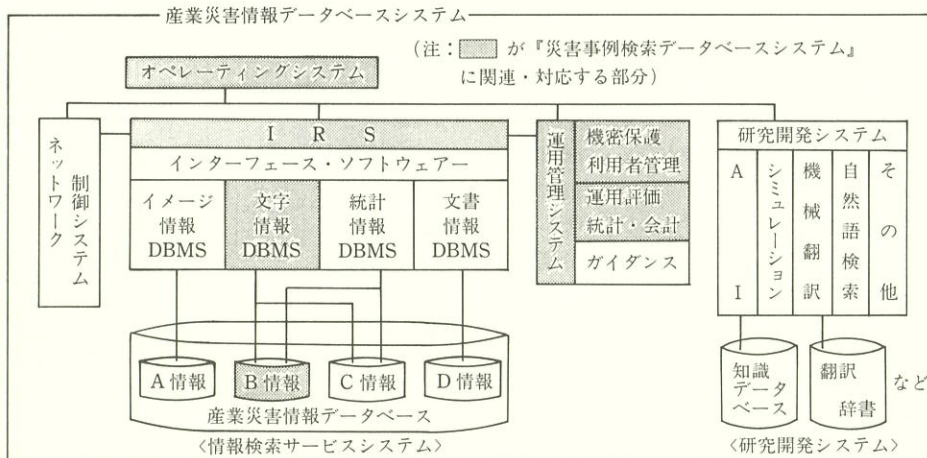 産業災害情報データベースシステム
(注: が『災害事例検索データベースシステム』
に関連・対応する部分)
オペレーティングシステム
ネットワーク
制御システム
I R S
インターフェース・ソフトウェアー
イメージ
情報
DBMS
文字
情報
DBMS
統計
情報
DBMS
文書
情報
DBMS
運用管理システム
機密保護
利用者管理
運用評価
統計・会計
ガイダンス
研究開発システム
AI
シミュレーション
機械翻訳
自然語検索
その他
A情報
B情報
C情報
D情報
産業災害情報データベース
〈情報検索サービスシステム〉
知識
データ
ベース
翻訳
辞書
など
〈研究開発システム〉